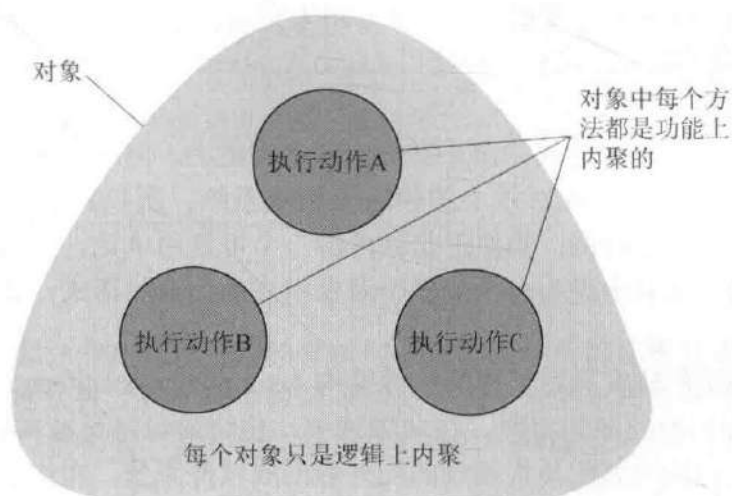 对象
执行动作A
对象中每个方
法都是功能上
内聚的
执行动作B
执行动作C
每个对象只是逻辑上内聚